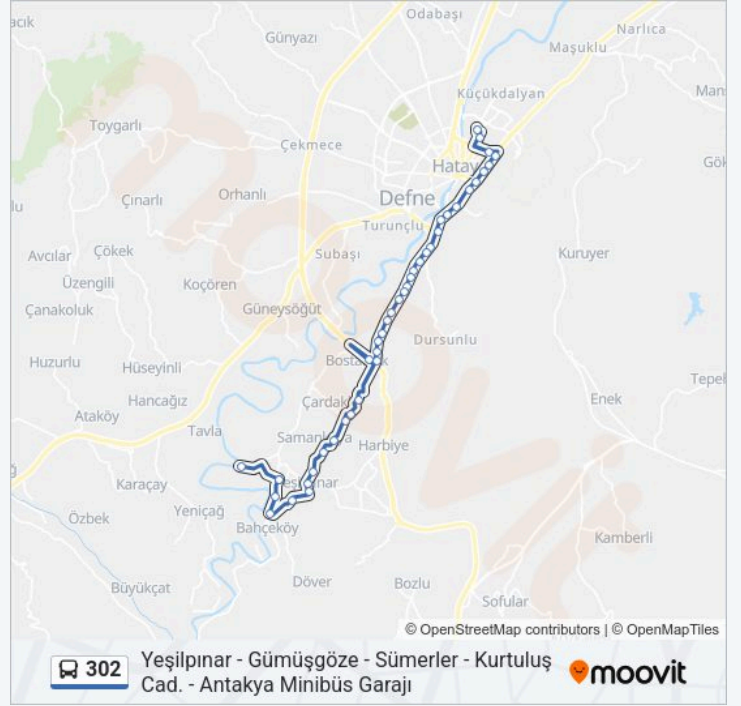 Odabaşı
Narlıca
Günyazı
Maşuklu
Küçükdalyan
Toygarlı
Çekmece
Hatay
Çınarlı
Orhanlı
Defne
Turunçlu
Avcılar
Çökek
Subaşı
Kuruyer
Üzengili
Koçören
Çanakoluk
Güneysöğüt
Dursunlu
Huzurlu
Hüseyinli
Hancağız
Enek
Ataköy
Tavla
Harbiye
Karaçay
Yeniçağ
Özbek
Bahçeköy
Kamberli
Büyükçat
Döver
Bozlu
Sofular
© OpenStreetMap contributors | © OpenMapTiles
302
Yeşilpınar - Gümüşgöze - Sümerler - Kurtuluş
Cad. - Antakya Minibüs Garajı
moovit